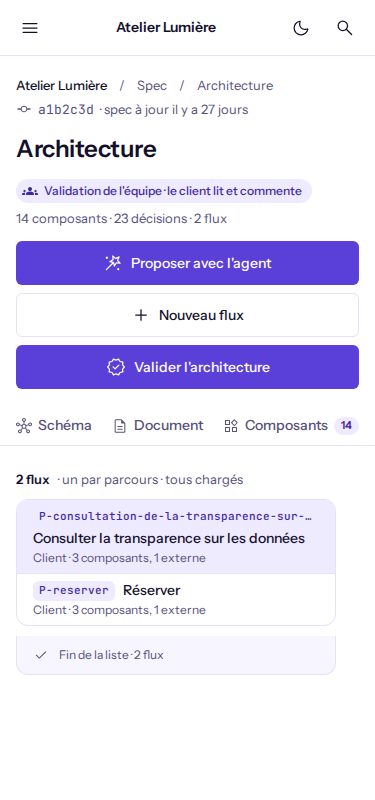 Atelier Lumière
Atelier Lumière / Spec / Architecture
a1b2c3d · spec à jour il y a 27 jours
Architecture
Validation de l'équipe · le client lit et commente
14 composants · 23 décisions · 2 flux
Proposer avec l'agent
Nouveau flux
Valider l'architecture
Schéma Document Composants 14
2 flux · un par parcours · tous chargés
P-consultation-de-la-transparence-sur-…
Consulter la transparence sur les données
Client · 3 composants, 1 externe
P-reserver Réserver
Client · 3 composants, 1 externe
Fin de la liste · 2 flux